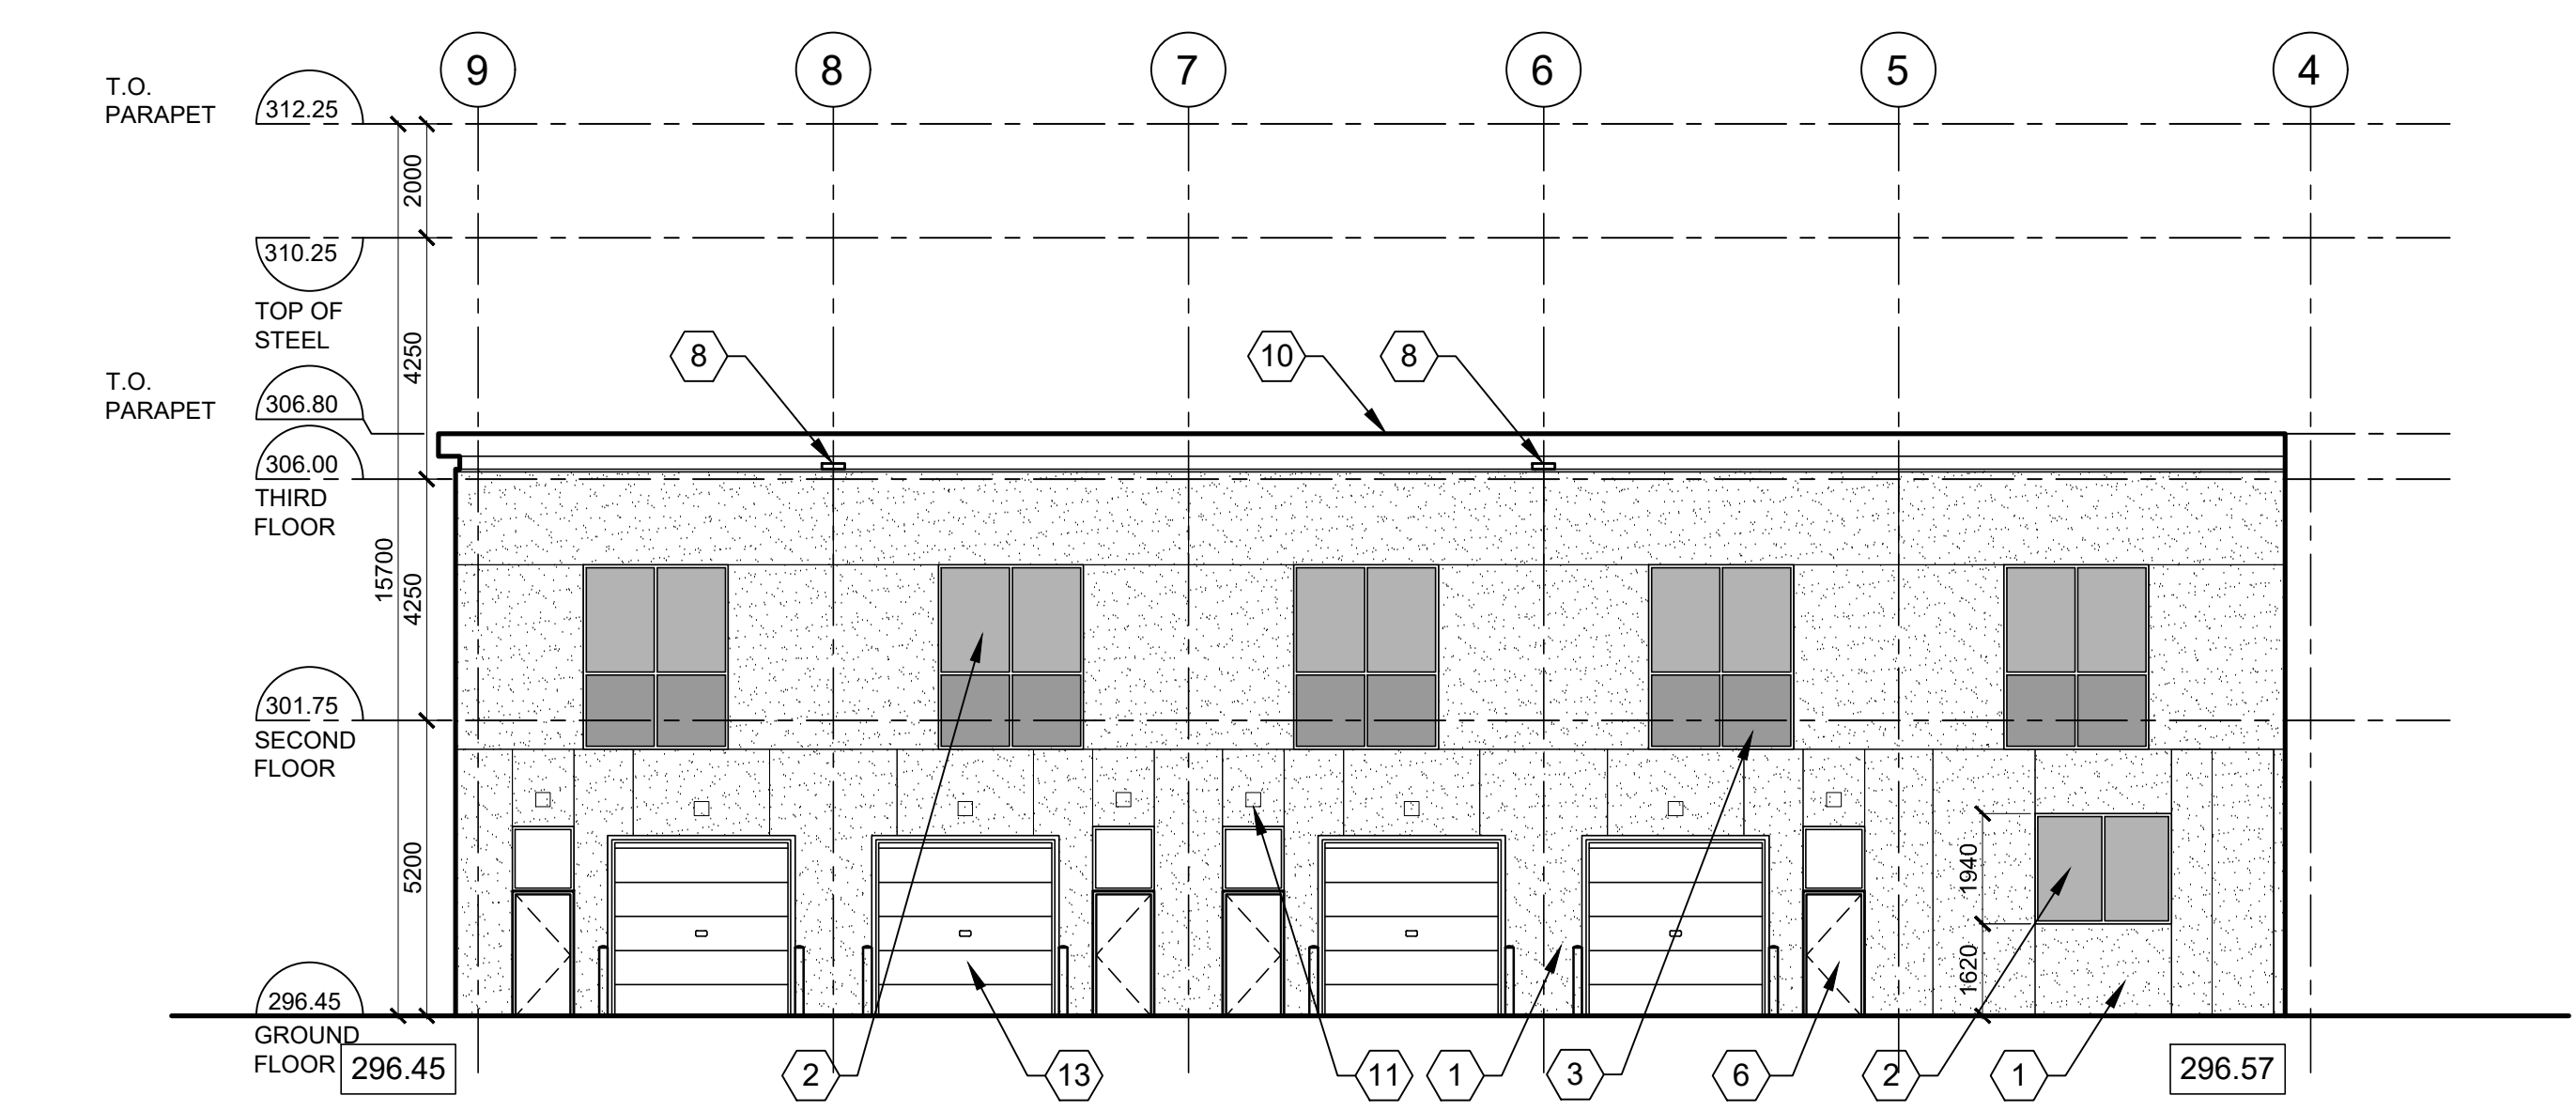 9 8 7 6 5 4
T.O.
PARAPET
312.25
2000
310.25
TOP OF
STEEL
4250
8 10 8
T.O.
PARAPET
306.80
306.00
THIRD
FLOOR
15700
4250
301.75
SECOND
FLOOR
5200
1940
1620
296.45
GROUND
FLOOR
296.45
2 13 11 1 3 6 2 1
296.57